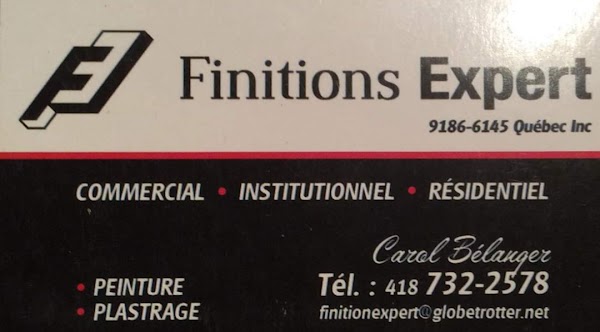 Finitions Expert
9186-6145 Québec Inc
COMMERCIAL • INSTITUTIONNEL • RÉSIDENTIEL
Carol Bélanger
• PEINTURE
• PLASTRAGE
Tél. : 418 732-2578
finitionexpert@globetrotter.net